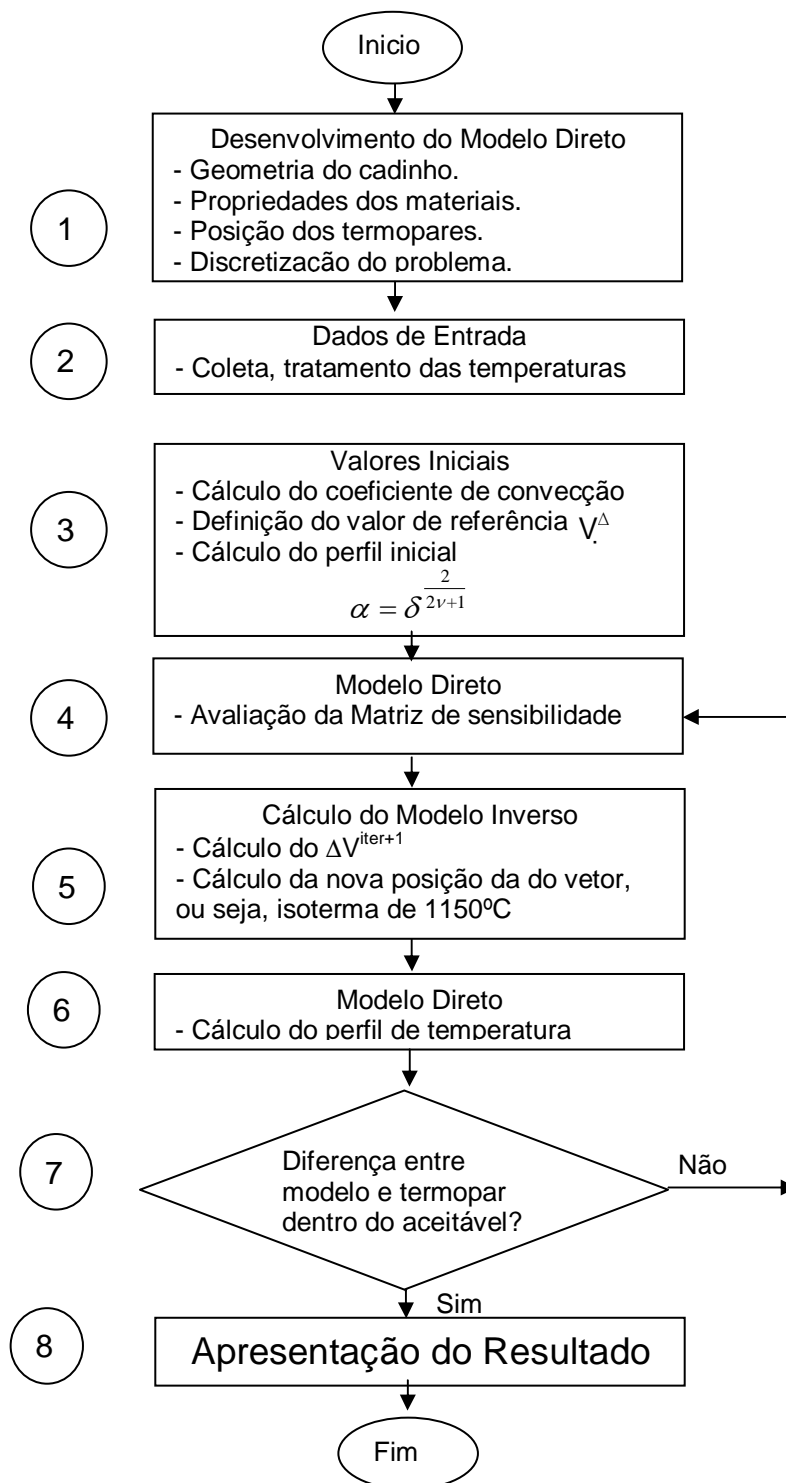 Inicio
Desenvolvimento do Modelo Direto
- Geometria do cadinho.
- Propriedades dos materiais.
- Posição dos termopares.
- Discretização do problema.
1
Dados de Entrada
- Coleta, tratamento das temperaturas
2
Valores Iniciais
- Cálculo do coeficiente de convecção
- Definição do valor de referência V^Δ
- Cálculo do perfil inicial
α = δ^(2/(2ν+1))
3
Modelo Direto
- Avaliação da Matriz de sensibilidade
4
Cálculo do Modelo Inverso
- Cálculo do ΔV^iter+1
- Cálculo da nova posição da do vetor,
ou seja, isoterma de 1150ºC
5
Modelo Direto
- Cálculo do perfil de temperatura
6
Diferença entre
modelo e termopar
dentro do aceitável?
7
Não
Sim
Apresentação do Resultado
8
Fim